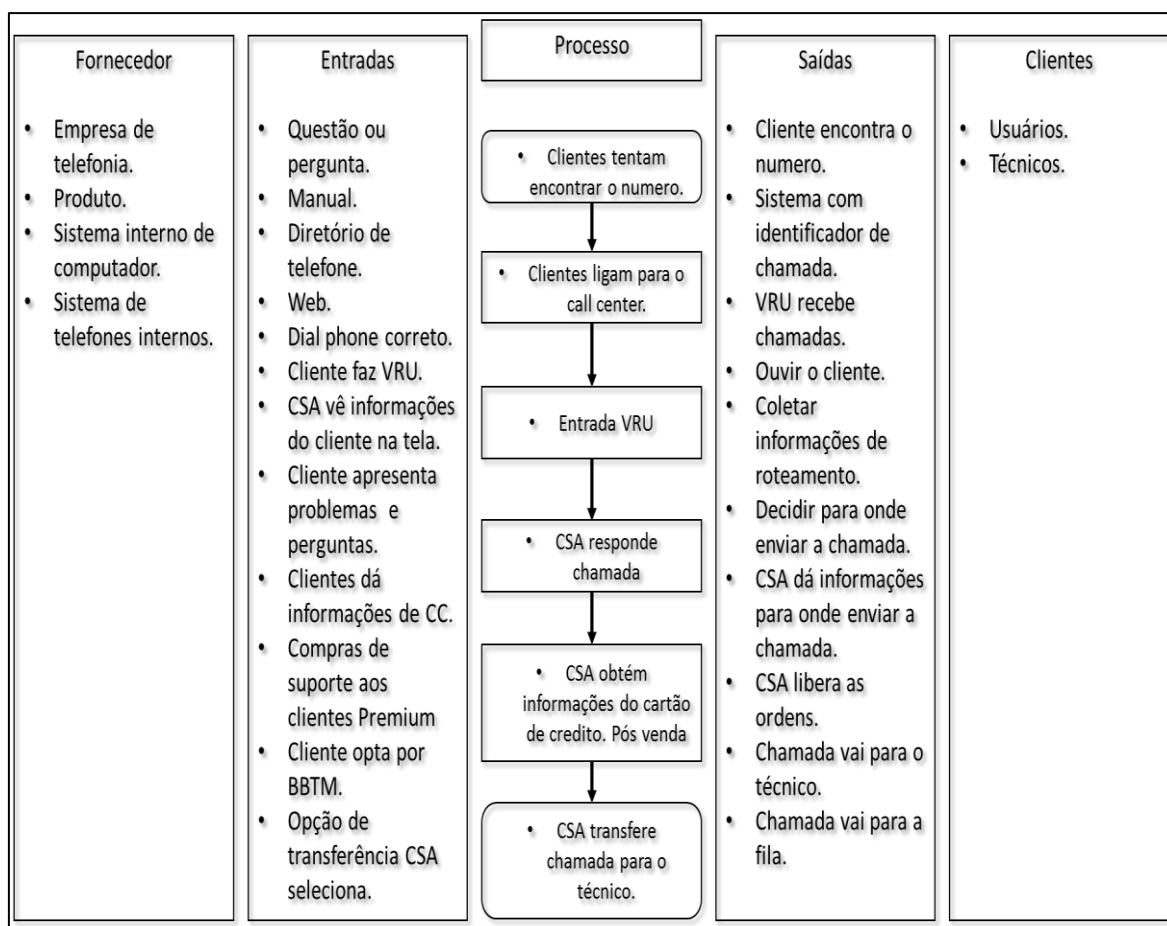 Fornecedor
• Empresa de
telefonia.
• Produto.
• Sistema interno de
computador.
• Sistema de
telefones internos.
Entradas
• Questão ou
pergunta.
• Manual.
• Diretório de
telefone.
• Web.
• Dial phone correto.
• Cliente faz VRU.
• CSA vê informações
do cliente na tela.
• Cliente apresenta
problemas e
perguntas.
• Clientes dá
informações de CC.
• Compras de
suporte aos
clientes Premium
• Cliente opta por
BBTM.
• Opção de
transferência CSA
seleciona.
Processo
• Clientes tentam
encontrar o numero.
• Clientes ligam para o
call center.
• Entrada VRU
• CSA responde
chamada
• CSA obtém
informações do cartão
de credito. Pós venda
• CSA transfere
chamada para o
técnico.
Saídas
• Cliente encontra o
numero.
• Sistema com
identificador de
chamada.
• VRU recebe
chamadas.
• Ouvir o cliente.
• Coletar
informações de
roteamento.
• Decidir para onde
enviar a chamada.
• CSA dá informações
para onde enviar a
chamada.
• CSA libera as
ordens.
• Chamada vai para o
técnico.
• Chamada vai para a
fila.
Clientes
• Usuários.
• Técnicos.